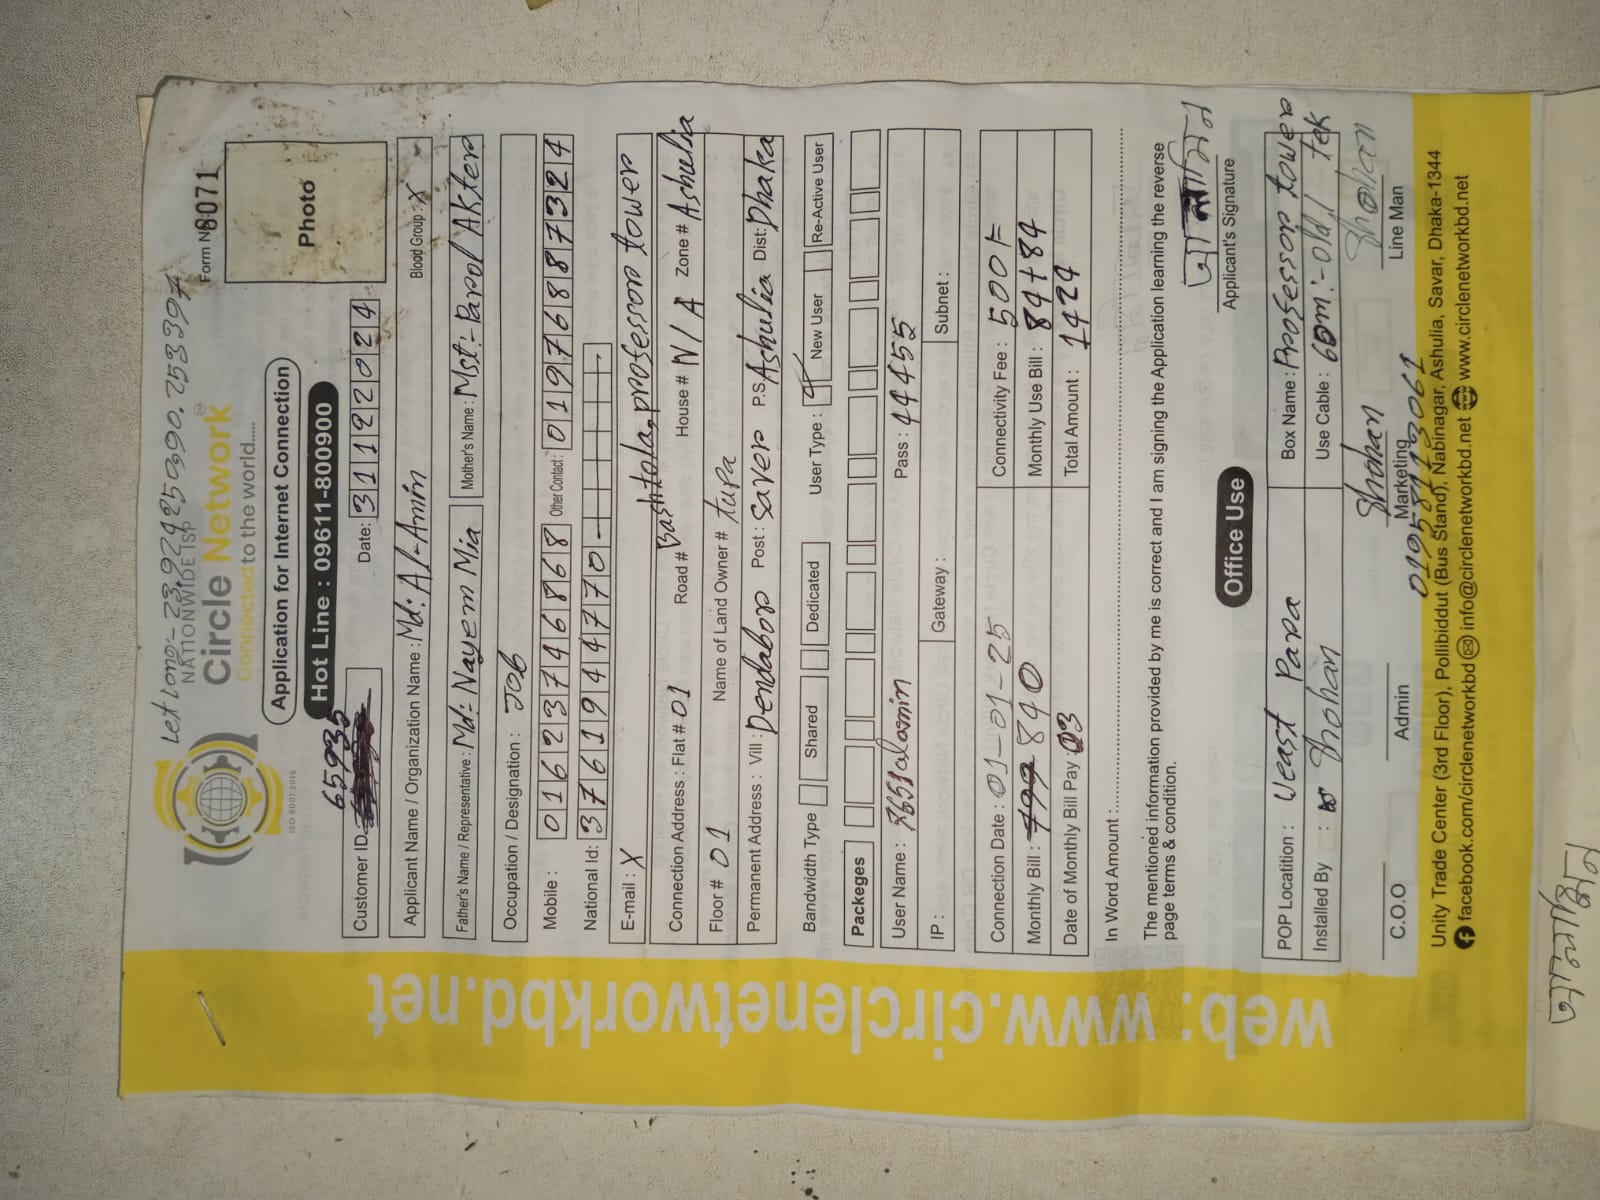 Let long:-23.92425090.253397
Form No 8071
NATIONWIDE ISP
Circle Network
Connected to the world.....
ISO 9001:2015
Application for Internet Connection
Hot Line : 09611-800900
Photo
65935
Customer ID
Date: 31122024
Applicant Name / Organization Name : Md: Al-Amin
Blood Group : X
Father's Name / Representative : Md:- Nayem Mia
Mother's Name : Mst:- Parol Akter
Occupation / Designation : Job
Mobile : 01623746868
Other Contact : 01976887324
National Id: 3761944770-
E-mail : X
Bashtola, professor tower
Connection Address : Flat # 01 Road # House # N/A Zone # Ashulia
Floor # 01 Name of Land Owner # tupa
Permanent Address : Vill : Dendabor Post : Saver P.S. Ashulia Dist: Dhaka
Bandwidth Type Shared Dedicated User Type : New User Re-Active User
Packeges
User Name : 7651alamin Pass : 44455
IP : Gateway : Subnet :
Connection Date : 01-01-25 Connectivity Fee : 500/=
Monthly Bill : 799 840 Monthly Use Bill : 84+84
Date of Monthly Bill Pay : 03 Total Amount : 1424
In Word Amount :
The mentioned information provided by me is correct and I am signing the Application learning the reverse
page terms & condition.
Applicant's Signature
Office Use
POP Location : Weast Para Box Name : Professor tower
Installed By : Shohan Use Cable : 60m:- old 1 tek
Shohan
Shohan
C.O.O Admin Marketing Line Man
01958123061
Unity Trade Center (3rd Floor), Pollibiddut (Bus Stand), Nabinagar, Ashulia, Savar, Dhaka-1344
facebook.com/circlenetworkbd info@circlenetworkbd.net www.circlenetworkbd.net
web: www.circlenetworkbd.net
আলামিন